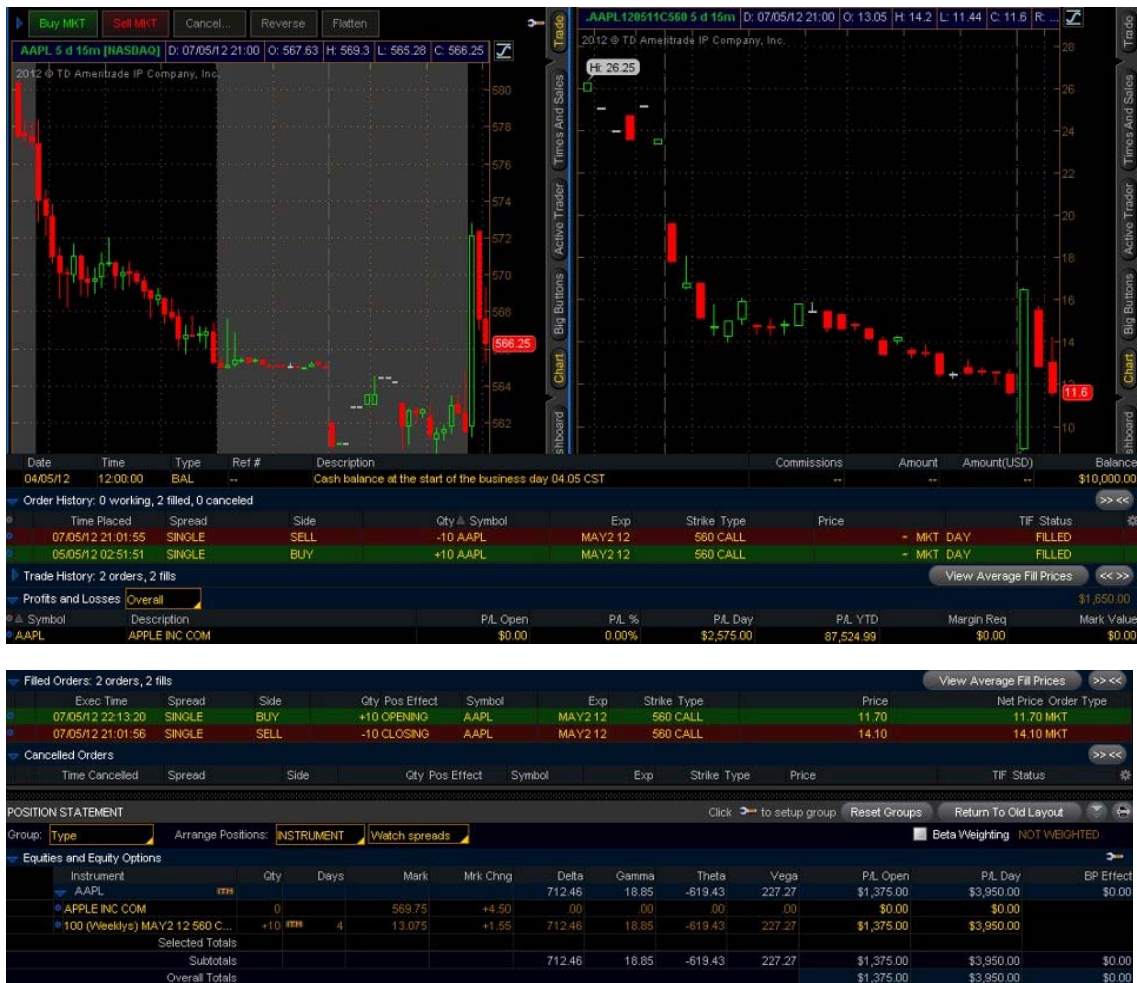 Buy MKT Sell MKT Cancel... Reverse Flatten
AAPL 5 d 15m [NASDAQ] D: 07/05/12 21:00 O: 567.63 H: 569.3 L: 565.28 C: 566.25
2012 © TD Ameritrade IP Company, Inc.
580
578
576
574
572
570
568
566.25
564
562
Trade
Times And Sales
Active Trader
Big Buttons
Chart
shboard
.AAPL120511C560 5 d 15m D: 07/05/12 21:00 O: 13.05 H: 14.2 L: 11.44 C: 11.6 R: ...
2012 © TD Ameritrade IP Company, Inc.
Hi: 26.25
28
26
24
22
20
18
16
14
11.6
10
Trade
Times And Sales
Active Trader
Big Buttons
Chart
shboard
Date Time Type Ref # Description Commissions Amount Amount(USD) Balance
04/05/12 12:00:00 BAL -- Cash balance at the start of the business day 04.05 CST -- -- -- $10,000.00
Order History: 0 working, 2 filled, 0 canceled >> <<
Time Placed Spread Side Qty Symbol Exp Strike Type Price TIF Status
07/05/12 21:01:55 SINGLE SELL -10 AAPL MAY2 12 560 CALL ~ MKT DAY FILLED
05/05/12 02:51:51 SINGLE BUY +10 AAPL MAY2 12 560 CALL ~ MKT DAY FILLED
Trade History: 2 orders, 2 fills View Average Fill Prices << >>
Profits and Losses Overall $1,650.00
Symbol Description P/L Open P/L % P/L Day P/L YTD Margin Req Mark Value
AAPL APPLE INC COM $0.00 0.00% $2,575.00 87,524.99 $0.00 $0.00
Filled Orders: 2 orders, 2 fills View Average Fill Prices >> <<
Exec Time Spread Side Qty Pos Effect Symbol Exp Strike Type Price Net Price Order Type
07/05/12 22:13:20 SINGLE BUY +10 OPENING AAPL MAY2 12 560 CALL 11.70 11.70 MKT
07/05/12 21:01:56 SINGLE SELL -10 CLOSING AAPL MAY2 12 560 CALL 14.10 14.10 MKT
Cancelled Orders >> <<
Time Cancelled Spread Side Qty Pos Effect Symbol Exp Strike Type Price TIF Status
POSITION STATEMENT Click to setup group Reset Groups Return To Old Layout
Group: Type Arrange Positions: INSTRUMENT Watch spreads Beta Weighting NOT WEIGHTED
Equities and Equity Options
Instrument Qty Days Mark Mrk Chng Delta Gamma Theta Vega P/L Open P/L Day BP Effect
AAPL ITM 712.46 18.85 -619.43 227.27 $1,375.00 $3,950.00 $0.00
APPLE INC COM 0 569.75 +4.50 .00 .00 .00 .00 $0.00 $0.00
100 (Weeklys) MAY2 12 560 C... +10 ITM 4 13.075 +1.55 712.46 18.85 -619.43 227.27 $1,375.00 $3,950.00
Selected Totals
Subtotals 712.46 18.85 -619.43 227.27 $1,375.00 $3,950.00 $0.00
Overall Totals $1,375.00 $3,950.00 $0.00